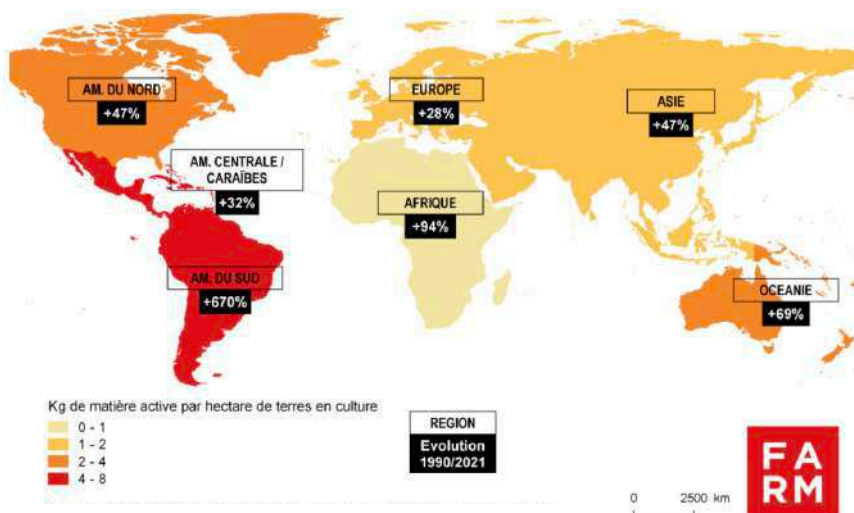 AM. DU NORD
+47%
EUROPE
+28%
ASIE
+47%
AM. CENTRALE /
CARAÏBES
+32%
AFRIQUE
+94%
AM. DU SUD
+670%
OCEANIE
+69%
Kg de matière active par hectare de terres en culture
0 - 1
1 - 2
2 - 4
4 - 8
REGION
Evolution
1990/2021
0 2500 km
FA
RM